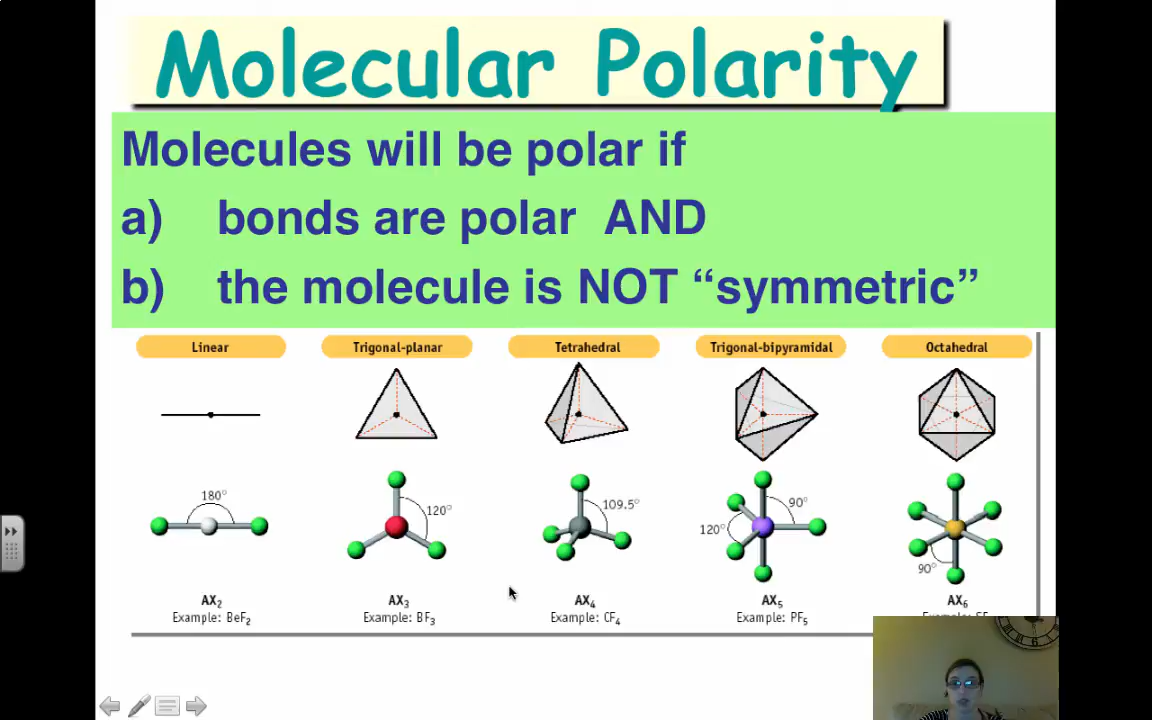 Molecular Polarity
Molecules will be polar if
a) bonds are polar AND
b) the molecule is NOT “symmetric”
Linear Trigonal-planar Tetrahedral Trigonal-bipyramidal Octahedral
180° 120° 109.5° 90° 120° 90°
AX₂ AX₃ AX₄ AX₅ AX₆
Example: BeF₂ Example: BF₃ Example: CF₄ Example: PF₅